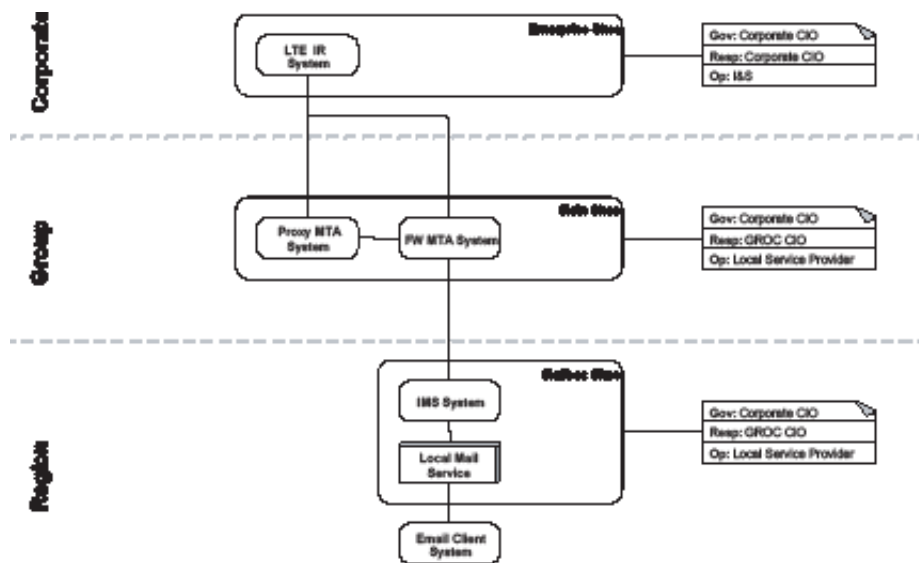 Corporate
LTE IR
System
Enterprise
Gov: Corporate CIO
Resp: Corporate CIO
Op: I&S
Group
Proxy MTA
System
FW MTA System
Gov: Corporate CIO
Resp: GROC CIO
Op: Local Service Provider
Region
IMS System
Local Mail
Service
Email Client
System
Gov: Corporate CIO
Resp: GROC CIO
Op: Local Service Provider